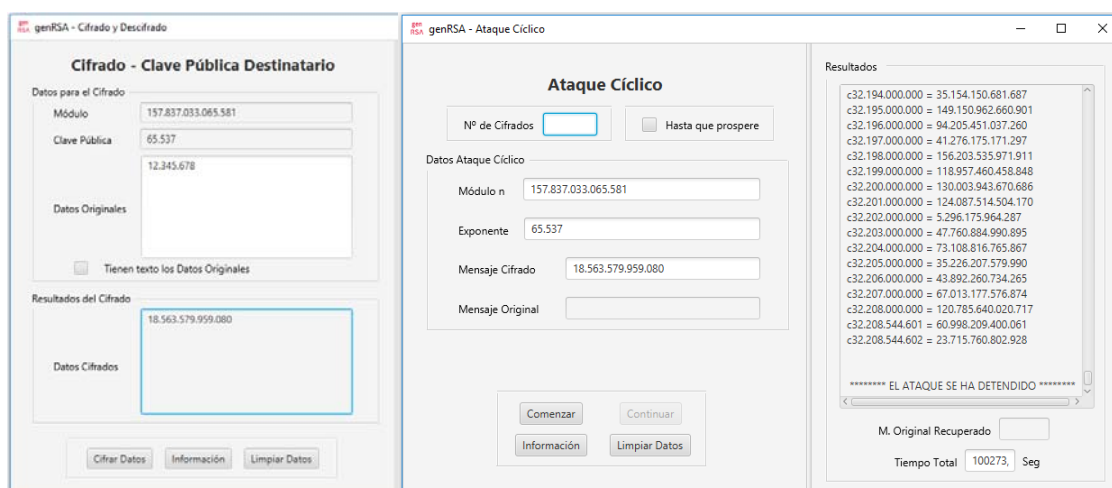 genRSA - Cifrado y Descifrado
Cifrado - Clave Pública Destinatario
Datos para el Cifrado
Módulo 157.837.033.065.581
Clave Pública 65.537
Datos Originales 12.345.678
Tienen texto los Datos Originales
Resultados del Cifrado
Datos Cifrados 18.563.579.959.080
Cifrar Datos Información Limpiar Datos
genRSA - Ataque Cíclico
Ataque Cíclico
Nº de Cifrados Hasta que prospere
Datos Ataque Cíclico
Módulo n 157.837.033.065.581
Exponente 65.537
Mensaje Cifrado 18.563.579.959.080
Mensaje Original
Comenzar Continuar
Información Limpiar Datos
Resultados
c32.194.000.000 = 35.154.150.681.687
c32.195.000.000 = 149.150.962.660.901
c32.196.000.000 = 94.205.451.037.260
c32.197.000.000 = 41.276.175.171.297
c32.198.000.000 = 156.203.535.971.911
c32.199.000.000 = 118.957.460.458.848
c32.200.000.000 = 130.003.943.670.686
c32.201.000.000 = 124.087.514.504.170
c32.202.000.000 = 5.296.175.964.287
c32.203.000.000 = 47.760.884.990.895
c32.204.000.000 = 73.108.816.765.867
c32.205.000.000 = 35.226.207.579.990
c32.206.000.000 = 43.892.260.734.265
c32.207.000.000 = 67.013.177.576.874
c32.208.000.000 = 120.785.640.020.717
c32.208.544.601 = 60.998.209.400.061
c32.208.544.602 = 23.715.760.802.928
******** EL ATAQUE SE HA DETENDIDO ********
M. Original Recuperado
Tiempo Total 100273, Seg